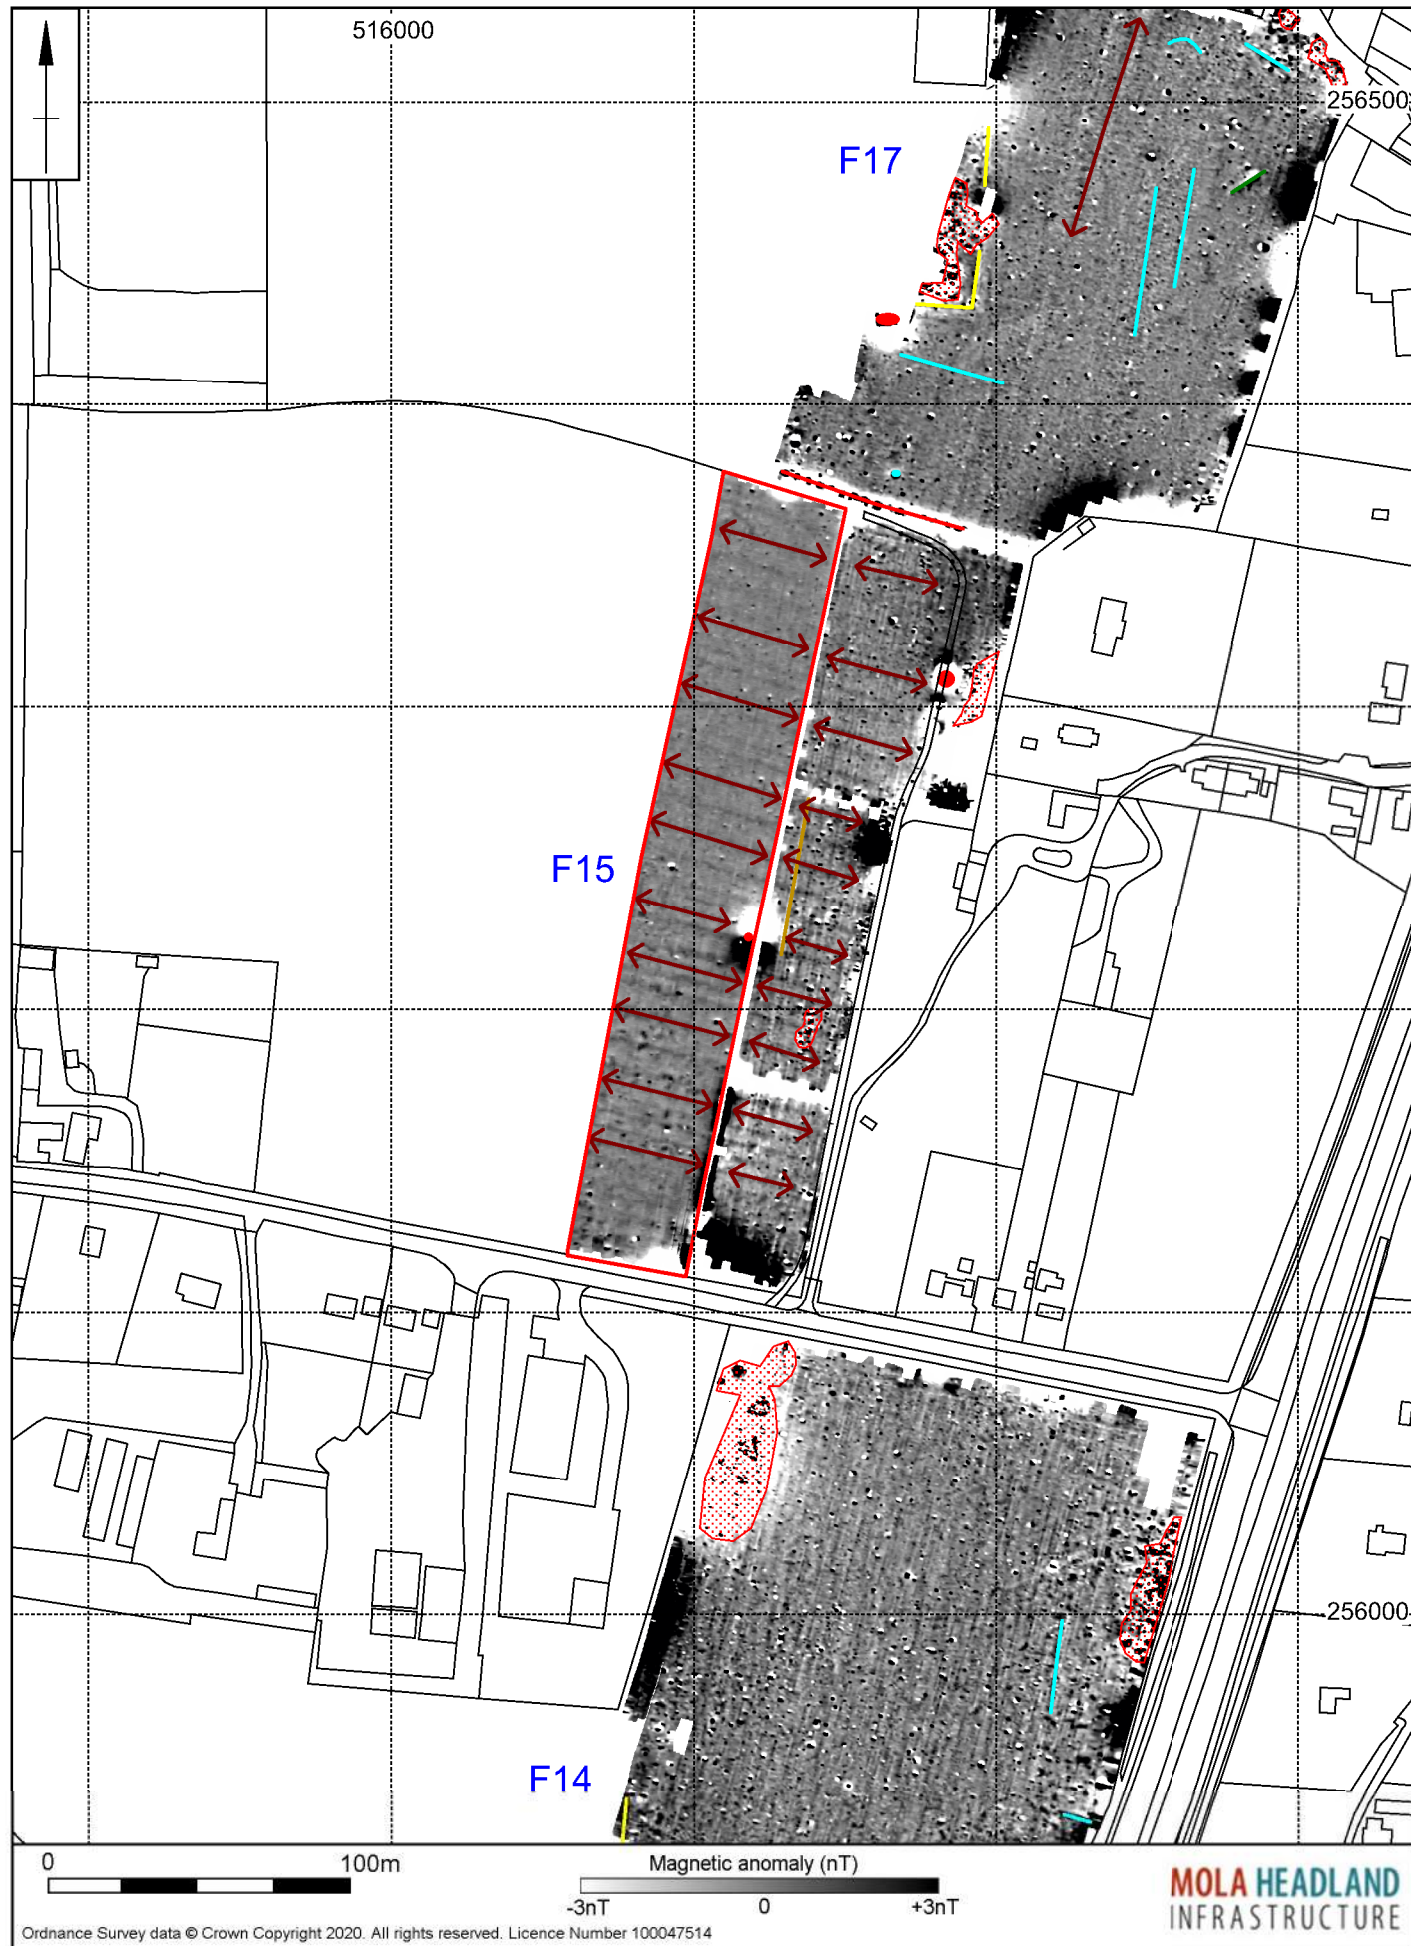 516000
256500
F17
F15
256000
F14
0 100m
Magnetic anomaly (nT)
-3nT 0 +3nT
MOLA HEADLAND
INFRASTRUCTURE
Ordnance Survey data © Crown Copyright 2020. All rights reserved. Licence Number 100047514